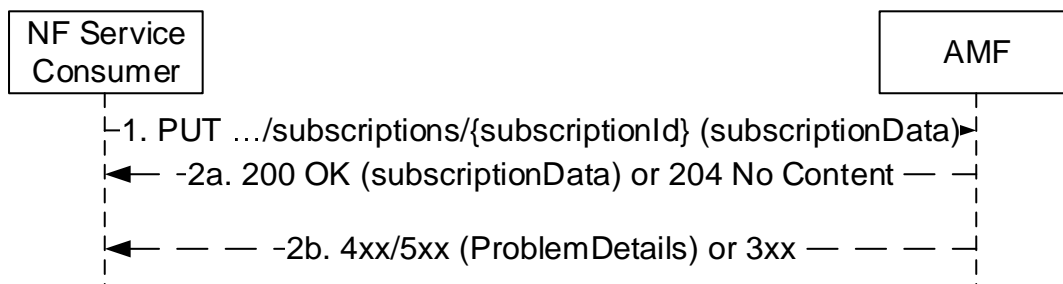 NF Service
Consumer
AMF
1. PUT …/subscriptions/{subscriptionId} (subscriptionData)
2a. 200 OK (subscriptionData) or 204 No Content
2b. 4xx/5xx (ProblemDetails) or 3xx